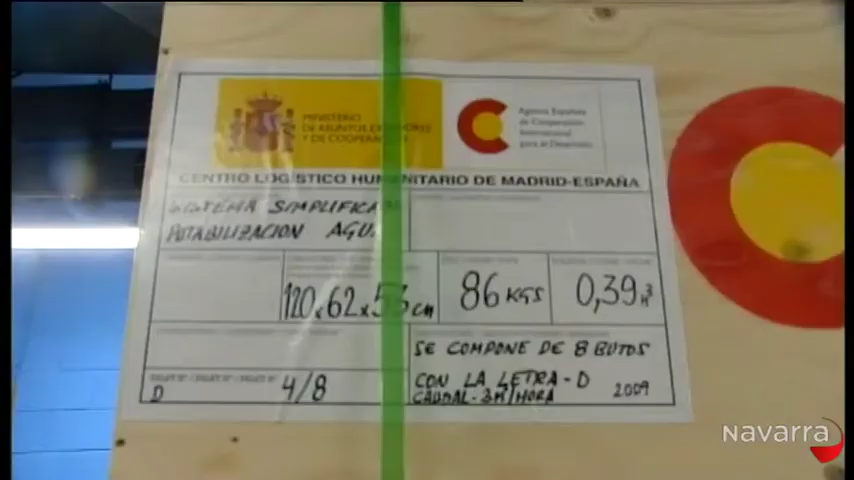 MINISTERIO
DE ASUNTOS EXTERIORES
Y DE COOPERACIÓN
Agencia Española
de Cooperación
Internacional
para el Desarrollo
CENTRO LOGÍSTICO HUMANITARIO DE MADRID-ESPAÑA
SISTEMA SIMPLIFICA
POTABILIZACION AGU
120x62x53 cm
86 KGS
0,39 m³
SE COMPONE DE 8 BUTOS
CON LA LETRA-D
CAUDAL-3M/HORA
2009
D
4/8
NAVARRA